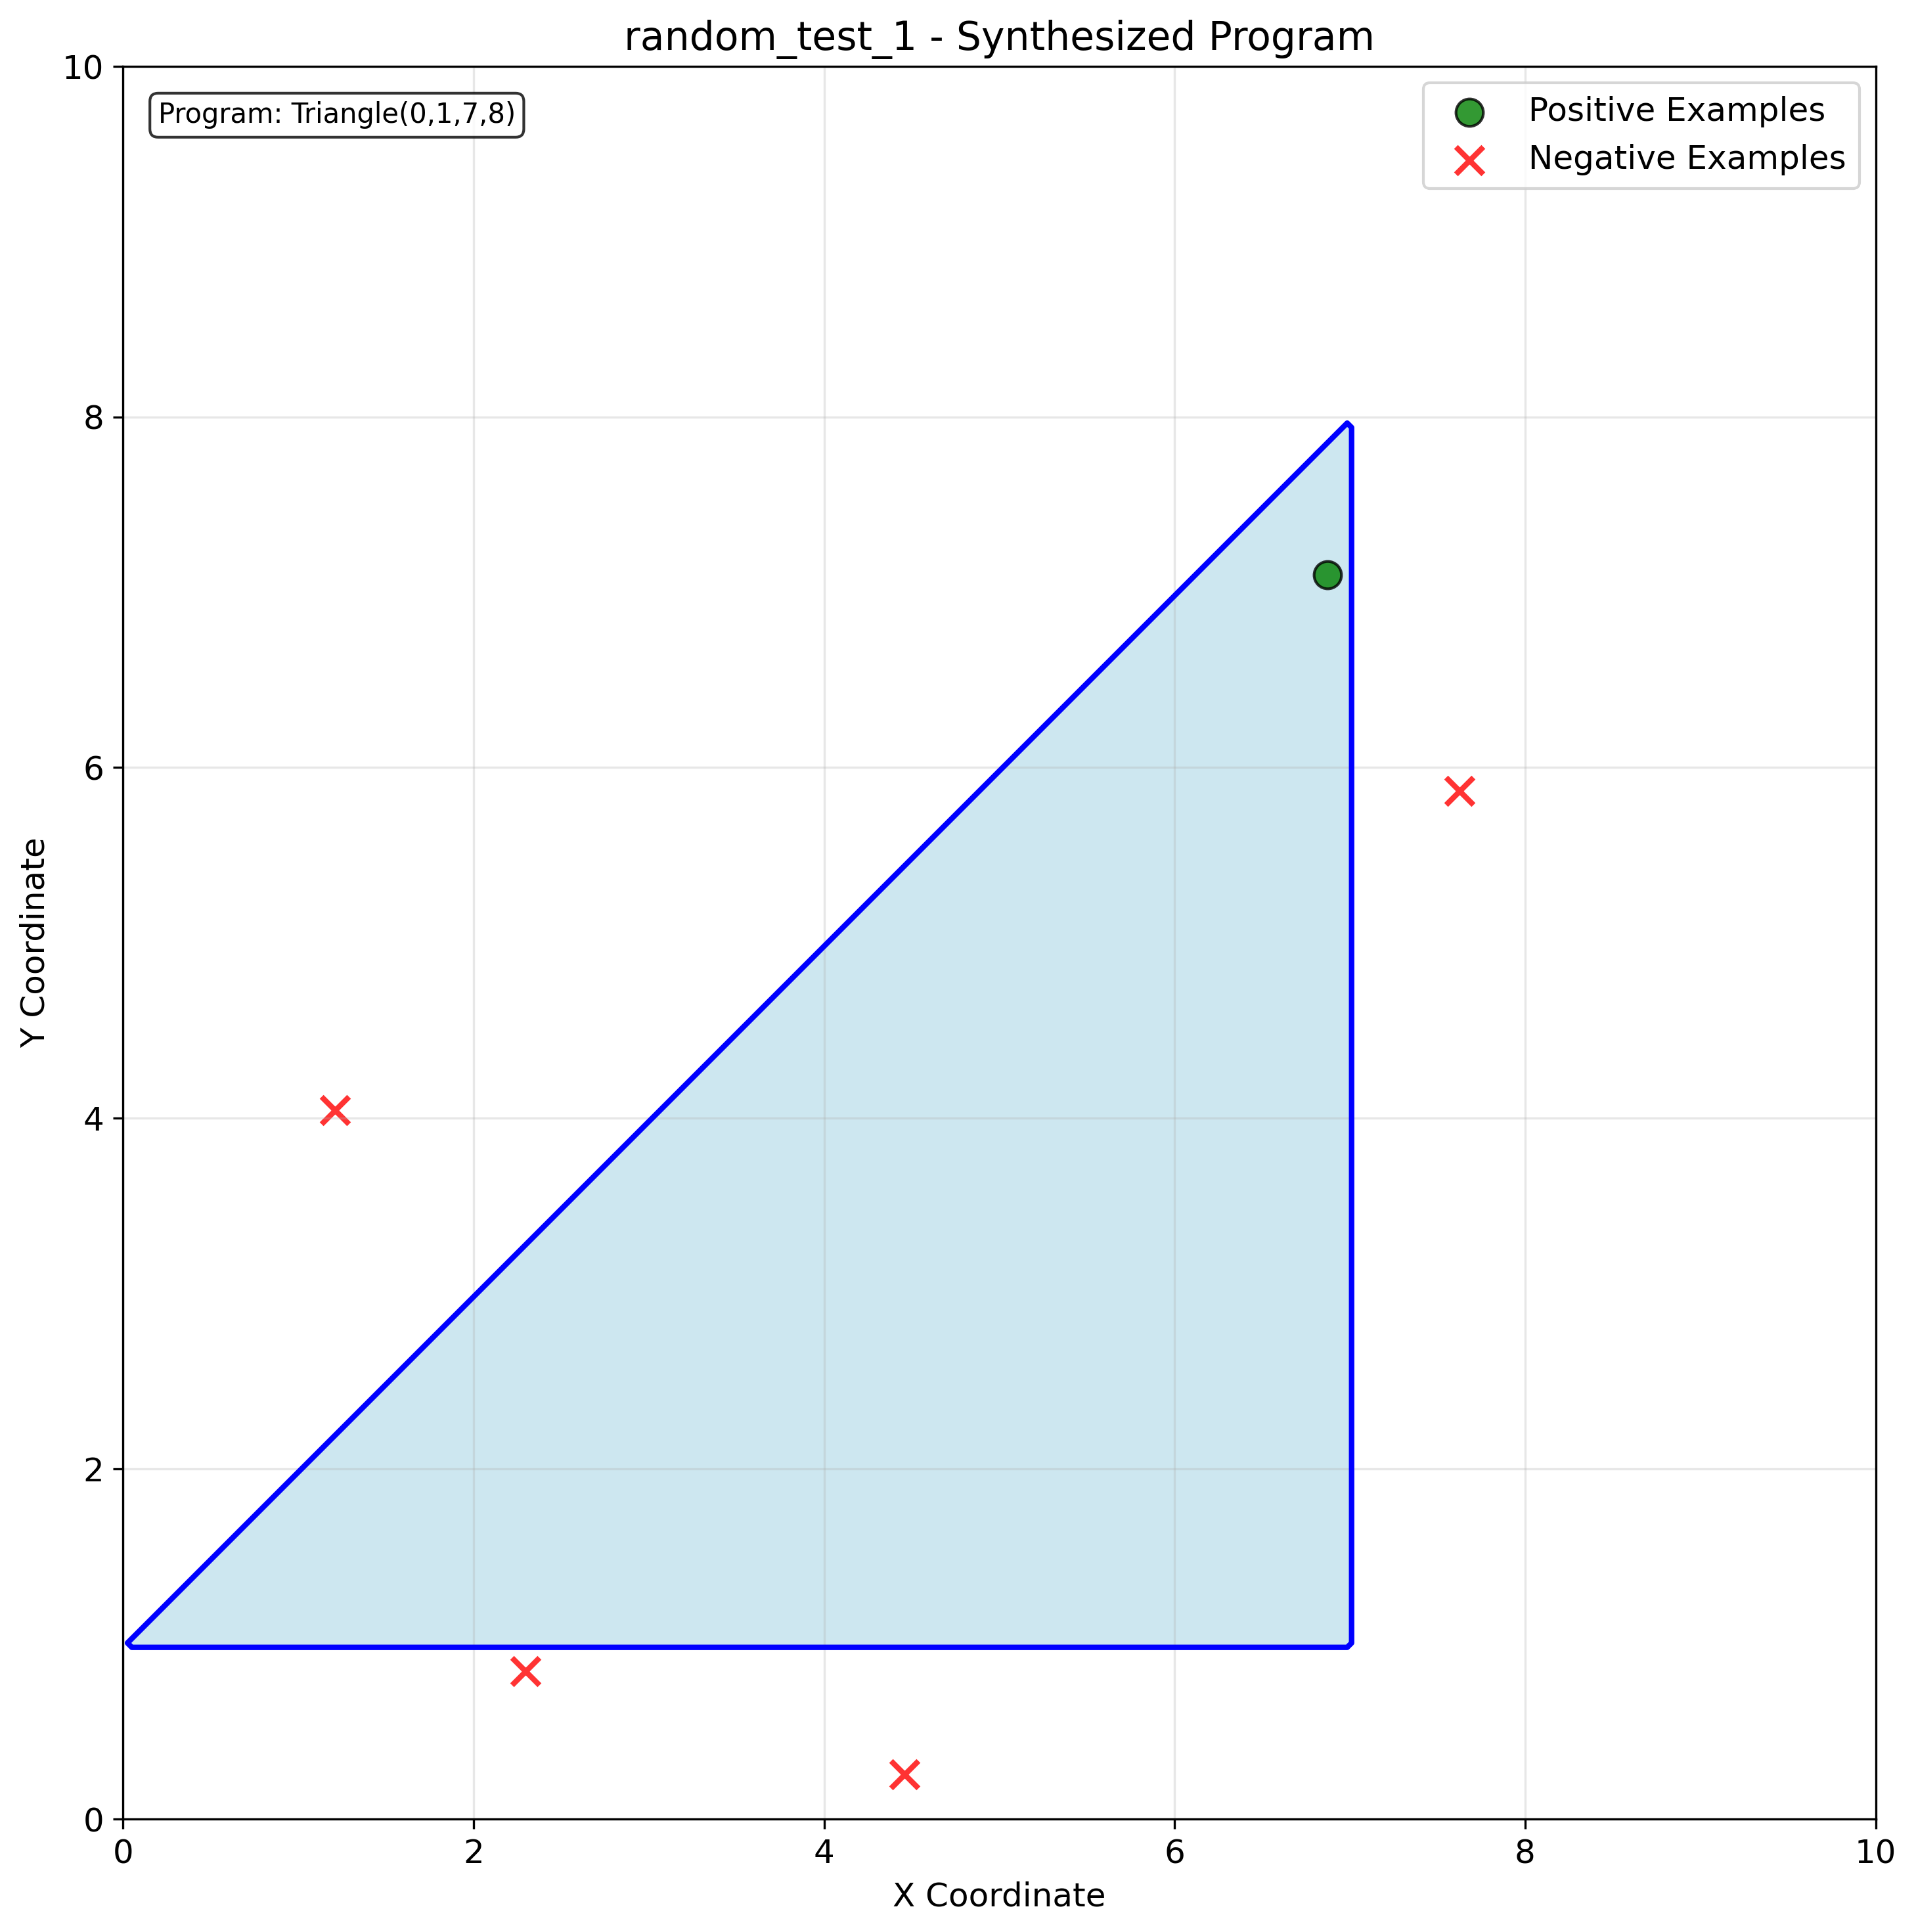 random_test_1 - Synthesized Program
Program: Triangle(0,1,7,8)
Positive Examples
Negative Examples
10
8
6
4
2
0
Y Coordinate
0 2 4 6 8 10
X Coordinate